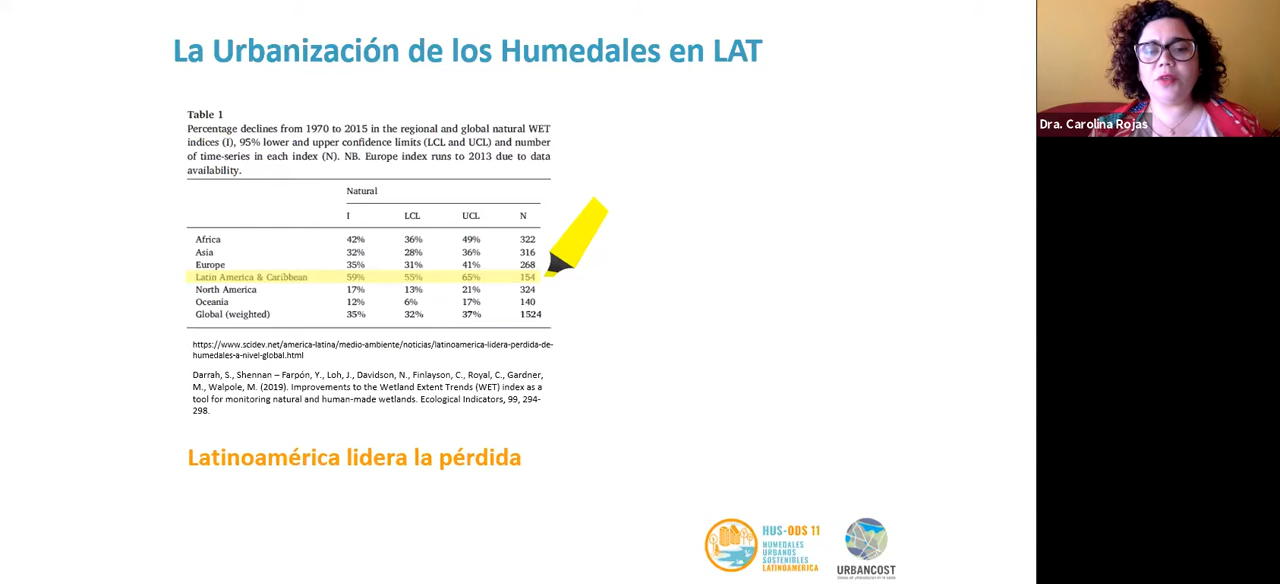 La Urbanización de los Humedales en LAT
Table 1
Percentage declines from 1970 to 2015 in the regional and global natural WET
indices (I), 95% lower and upper confidence limits (LCL and UCL) and number
of time-series in each index (N). NB. Europe index runs to 2013 due to data
availability.
Natural
I LCL UCL N
Africa 42% 36% 49% 322
Asia 32% 28% 36% 316
Europe 35% 31% 41% 268
Latin America & Caribbean 59% 55% 65% 154
North America 17% 13% 21% 324
Oceania 12% 6% 17% 140
Global (weighted) 35% 32% 37% 1524
https://www.scidev.net/america-latina/medio-ambiente/noticias/latinoamerica-lidera-perdida-de-
humedales-a-nivel-global.html
Darrah, S., Shennan – Farpón, Y., Loh, J., Davidson, N., Finlayson, C., Royal, C., Gardner,
M., Walpole, M. (2019). Improvements to the Wetland Extent Trends (WET) index as a
tool for monitoring natural and human-made wetlands. Ecological Indicators, 99, 294-
298.
Latinoamérica lidera la pérdida
HUS-ODS 11
HUMEDALES
URBANOS
SOSTENIBLES
LATINOAMERICA
URBANCOST
Dra. Carolina Rojas